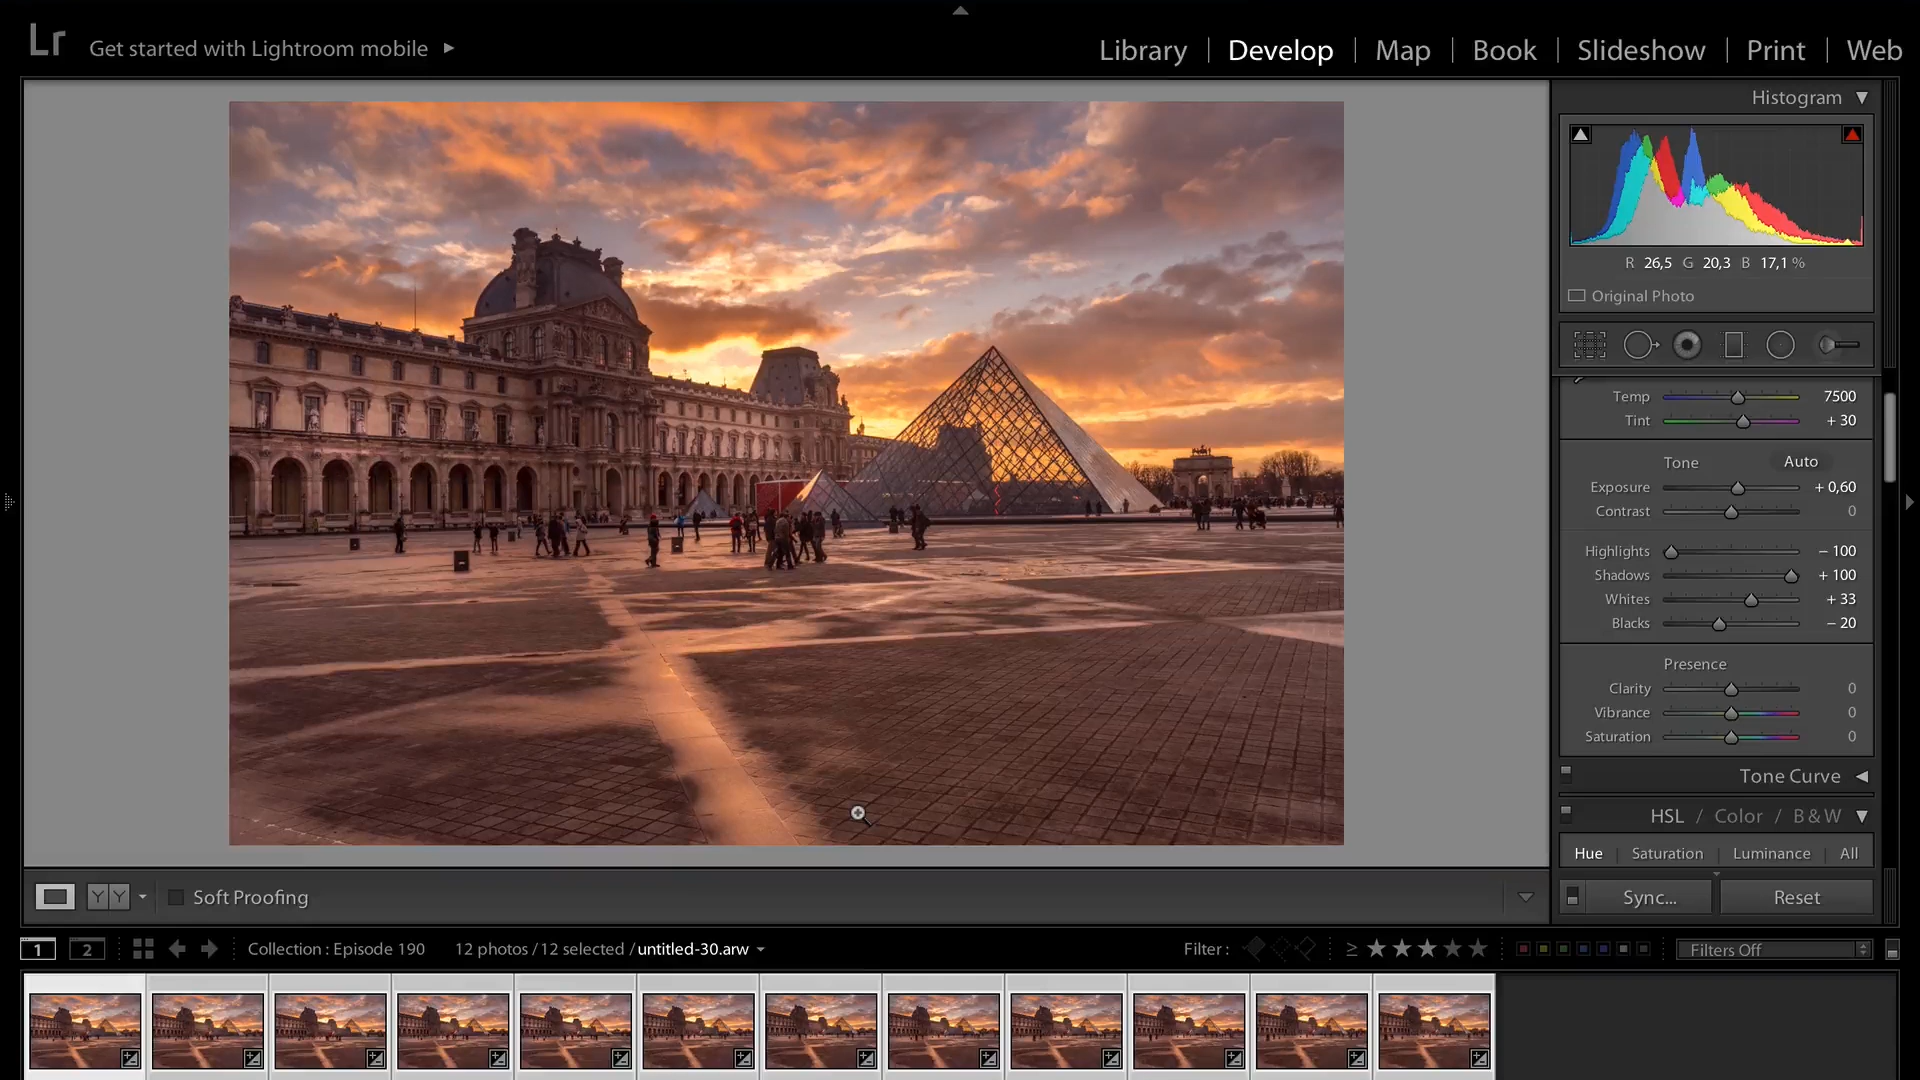 Lr Get started with Lightroom mobile ▶
Library | Develop | Map | Book | Slideshow | Print | Web
Histogram ▼
R 26,5 G 20,3 B 17,1 %
Original Photo
Temp 7500
Tint + 30
Tone Auto
Exposure + 0,60
Contrast 0
Highlights − 100
Shadows + 100
Whites + 33
Blacks − 20
Presence
Clarity 0
Vibrance 0
Saturation 0
Tone Curve ◀
HSL / Color / B & W ▼
Hue | Saturation | Luminance | All
Y Y Soft Proofing
Sync... Reset
1 2 Collection : Episode 190 12 photos / 12 selected / untitled-30.arw Filter : ≥ ★★★★★ Filters Off